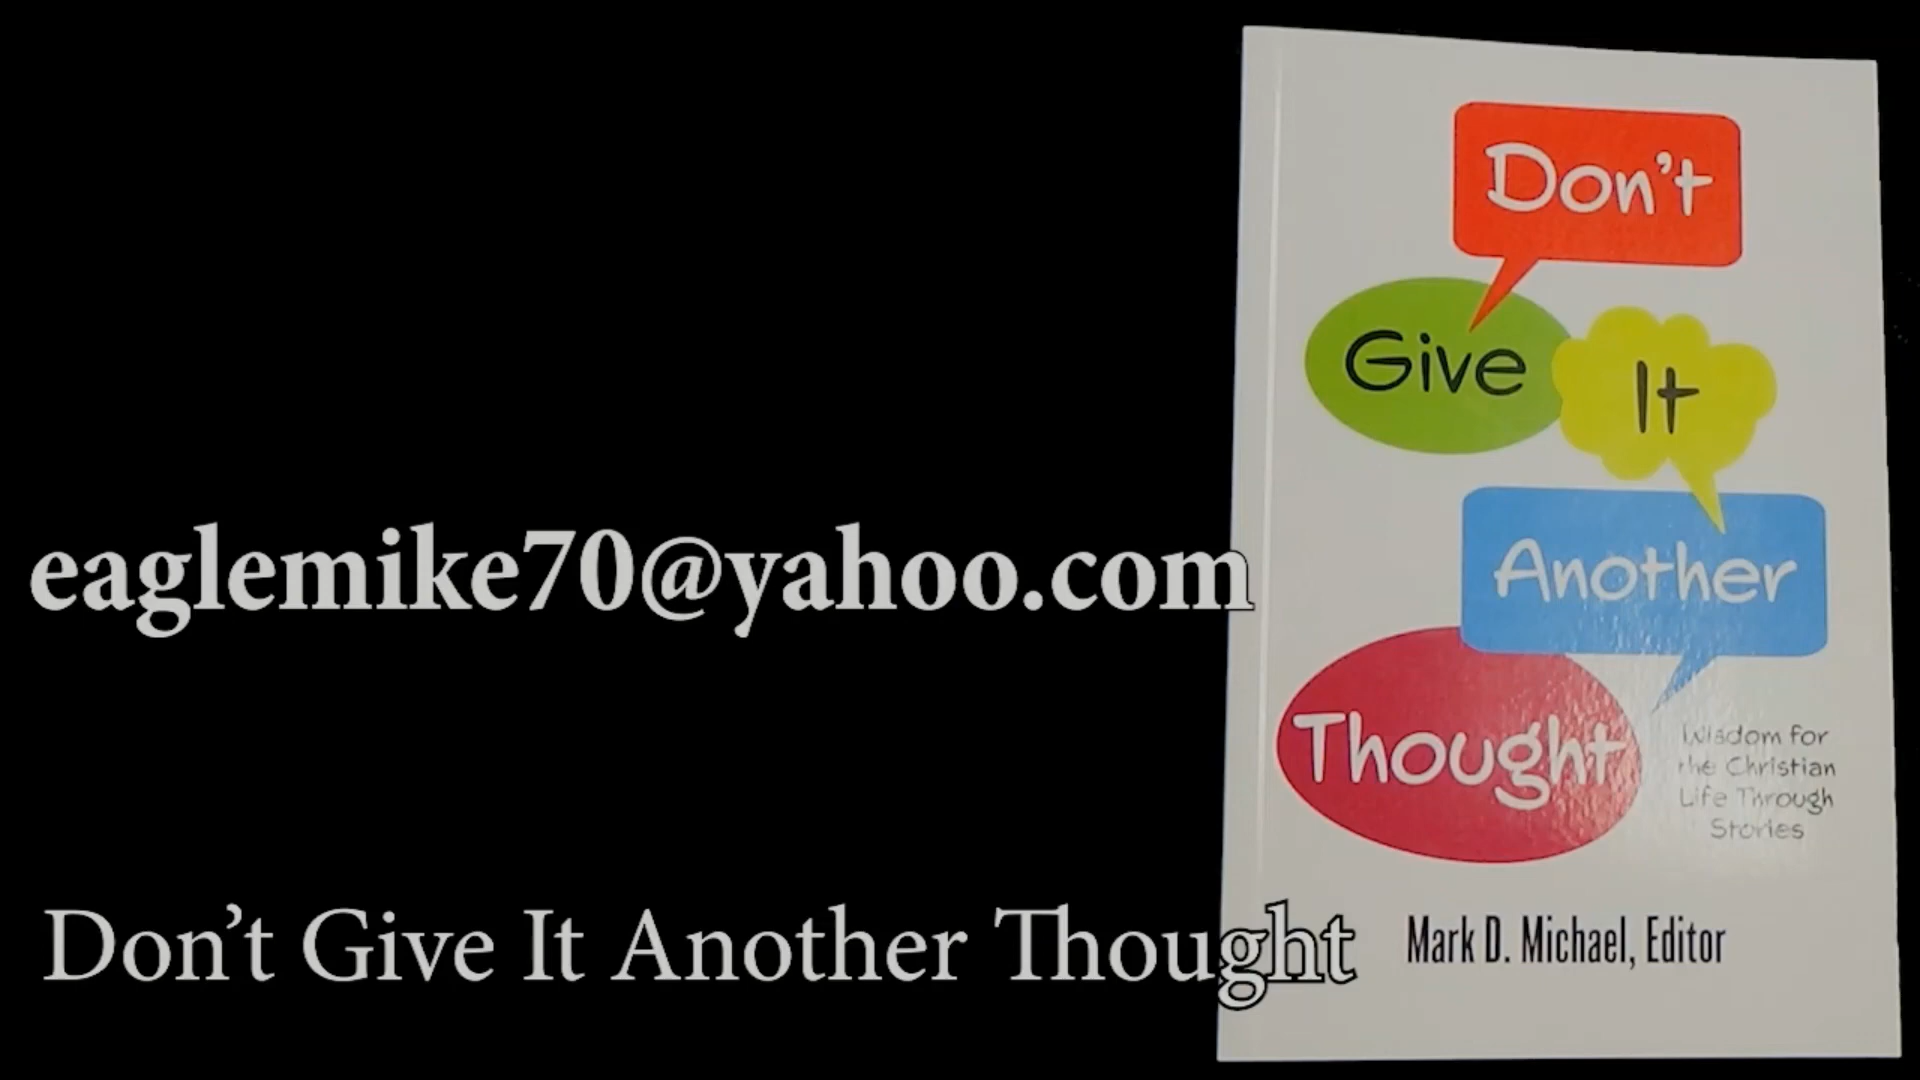 eaglemike70@yahoo.com
Don't Give It Another Thought
Don't
Give
It
Another
Thought
Wisdom for
the Christian
Life Through
Stories
Mark D. Michael, Editor